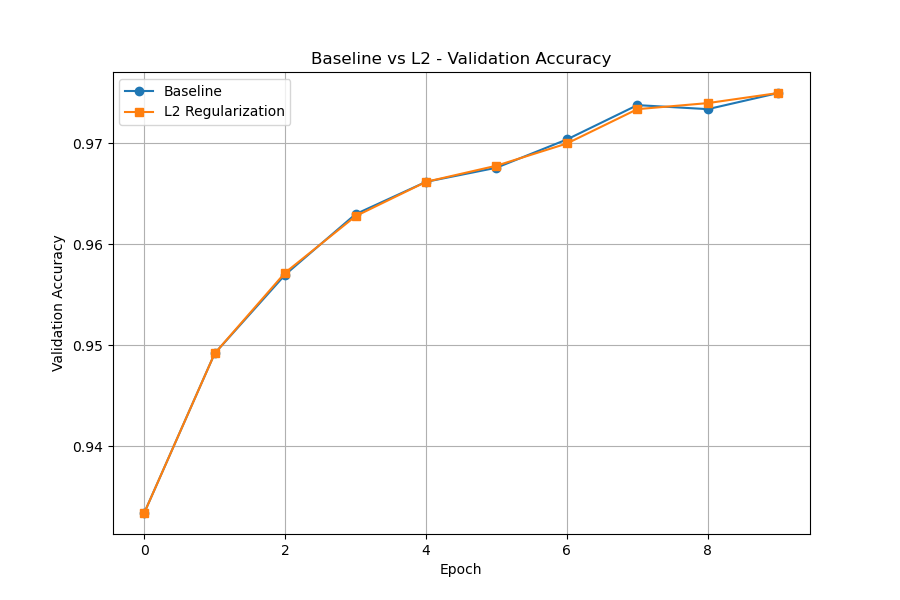 Baseline vs L2 - Validation Accuracy
Baseline
L2 Regularization
0.97
0.96
0.95
0.94
Validation Accuracy
0 2 4 6 8
Epoch